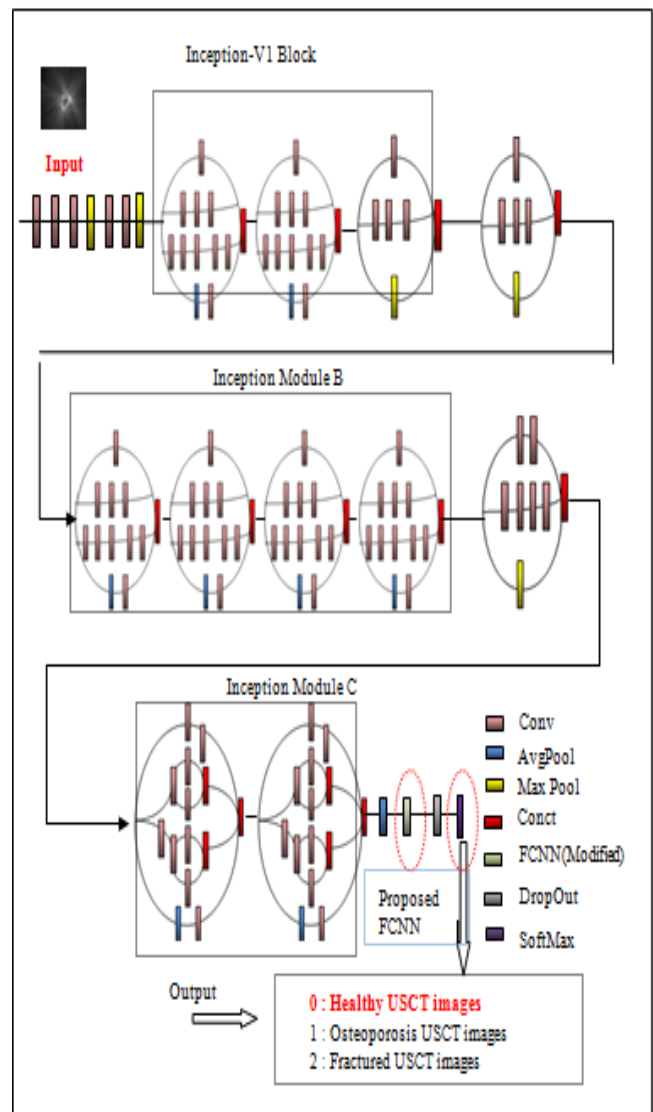 Inception-V1 Block
Input
Inception Module B
Inception Module C
Conv
AvgPool
Max Pool
Conct
FCNN(Modified)
DropOut
SoftMax
Proposed
FCNN
Output
0 : Healthy USCT images
1 : Osteoporosis USCT images
2 : Fractured USCT images